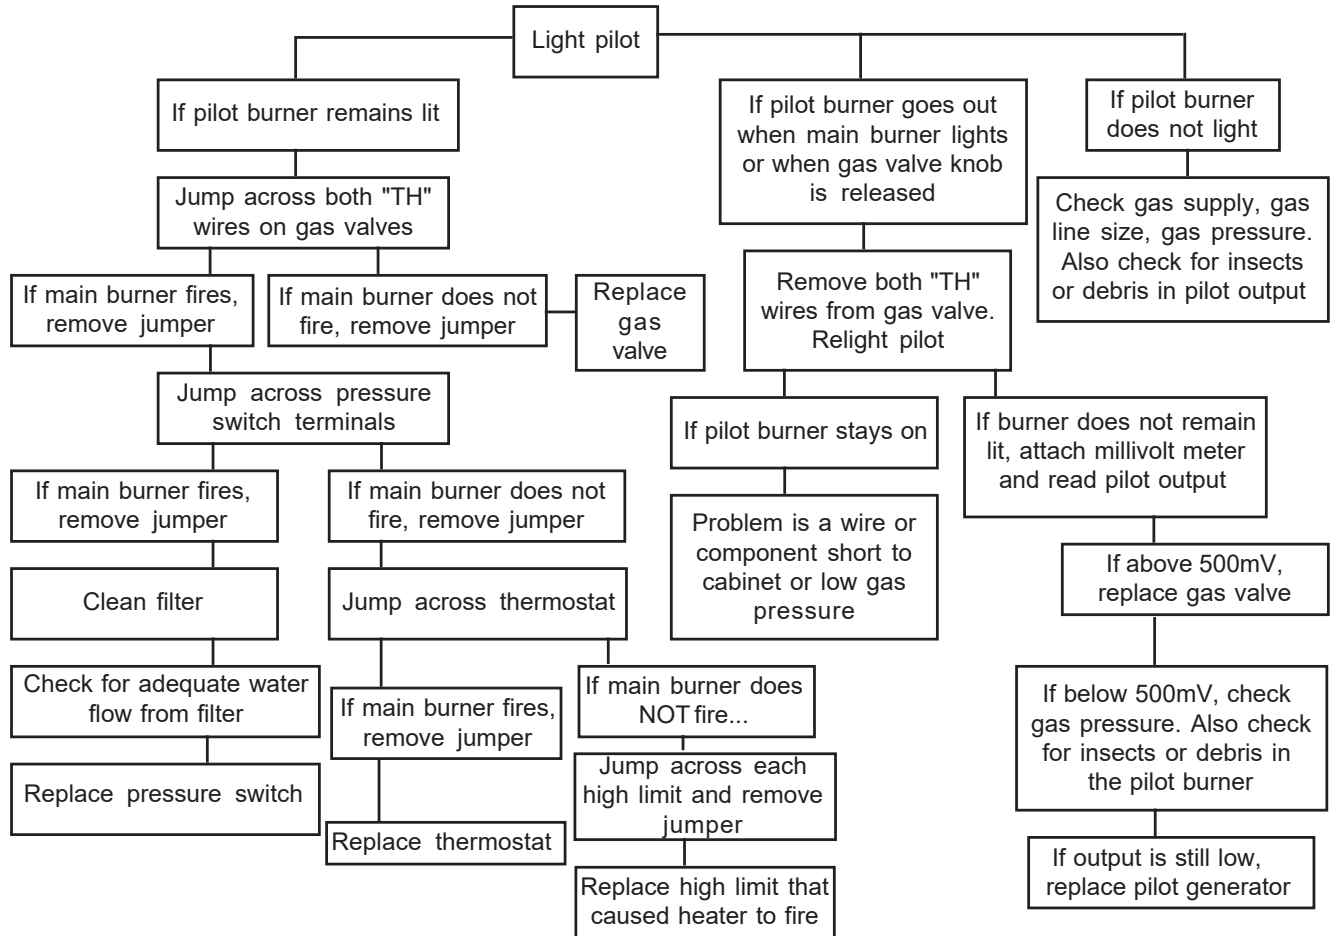 Light pilot
If pilot burner remains lit
Jump across both "TH"
wires on gas valves
If main burner fires,
remove jumper
If main burner does not
fire, remove jumper
Replace
gas
valve
Jump across pressure
switch terminals
If main burner fires,
remove jumper
Clean filter
Check for adequate water
flow from filter
Replace pressure switch
If main burner does not
fire, remove jumper
Jump across thermostat
If main burner fires,
remove jumper
Replace thermostat
If main burner does
NOT fire...
Jump across each
high limit and remove
jumper
Replace high limit that
caused heater to fire
If pilot burner goes out
when main burner lights
or when gas valve knob
is released
Remove both "TH"
wires from gas valve.
Relight pilot
If pilot burner stays on
Problem is a wire or
component short to
cabinet or low gas
pressure
If burner does not remain
lit, attach millivolt meter
and read pilot output
If above 500mV,
replace gas valve
If below 500mV, check
gas pressure. Also check
for insects or debris in
the pilot burner
If output is still low,
replace pilot generator
If pilot burner
does not light
Check gas supply, gas
line size, gas pressure.
Also check for insects
or debris in pilot output